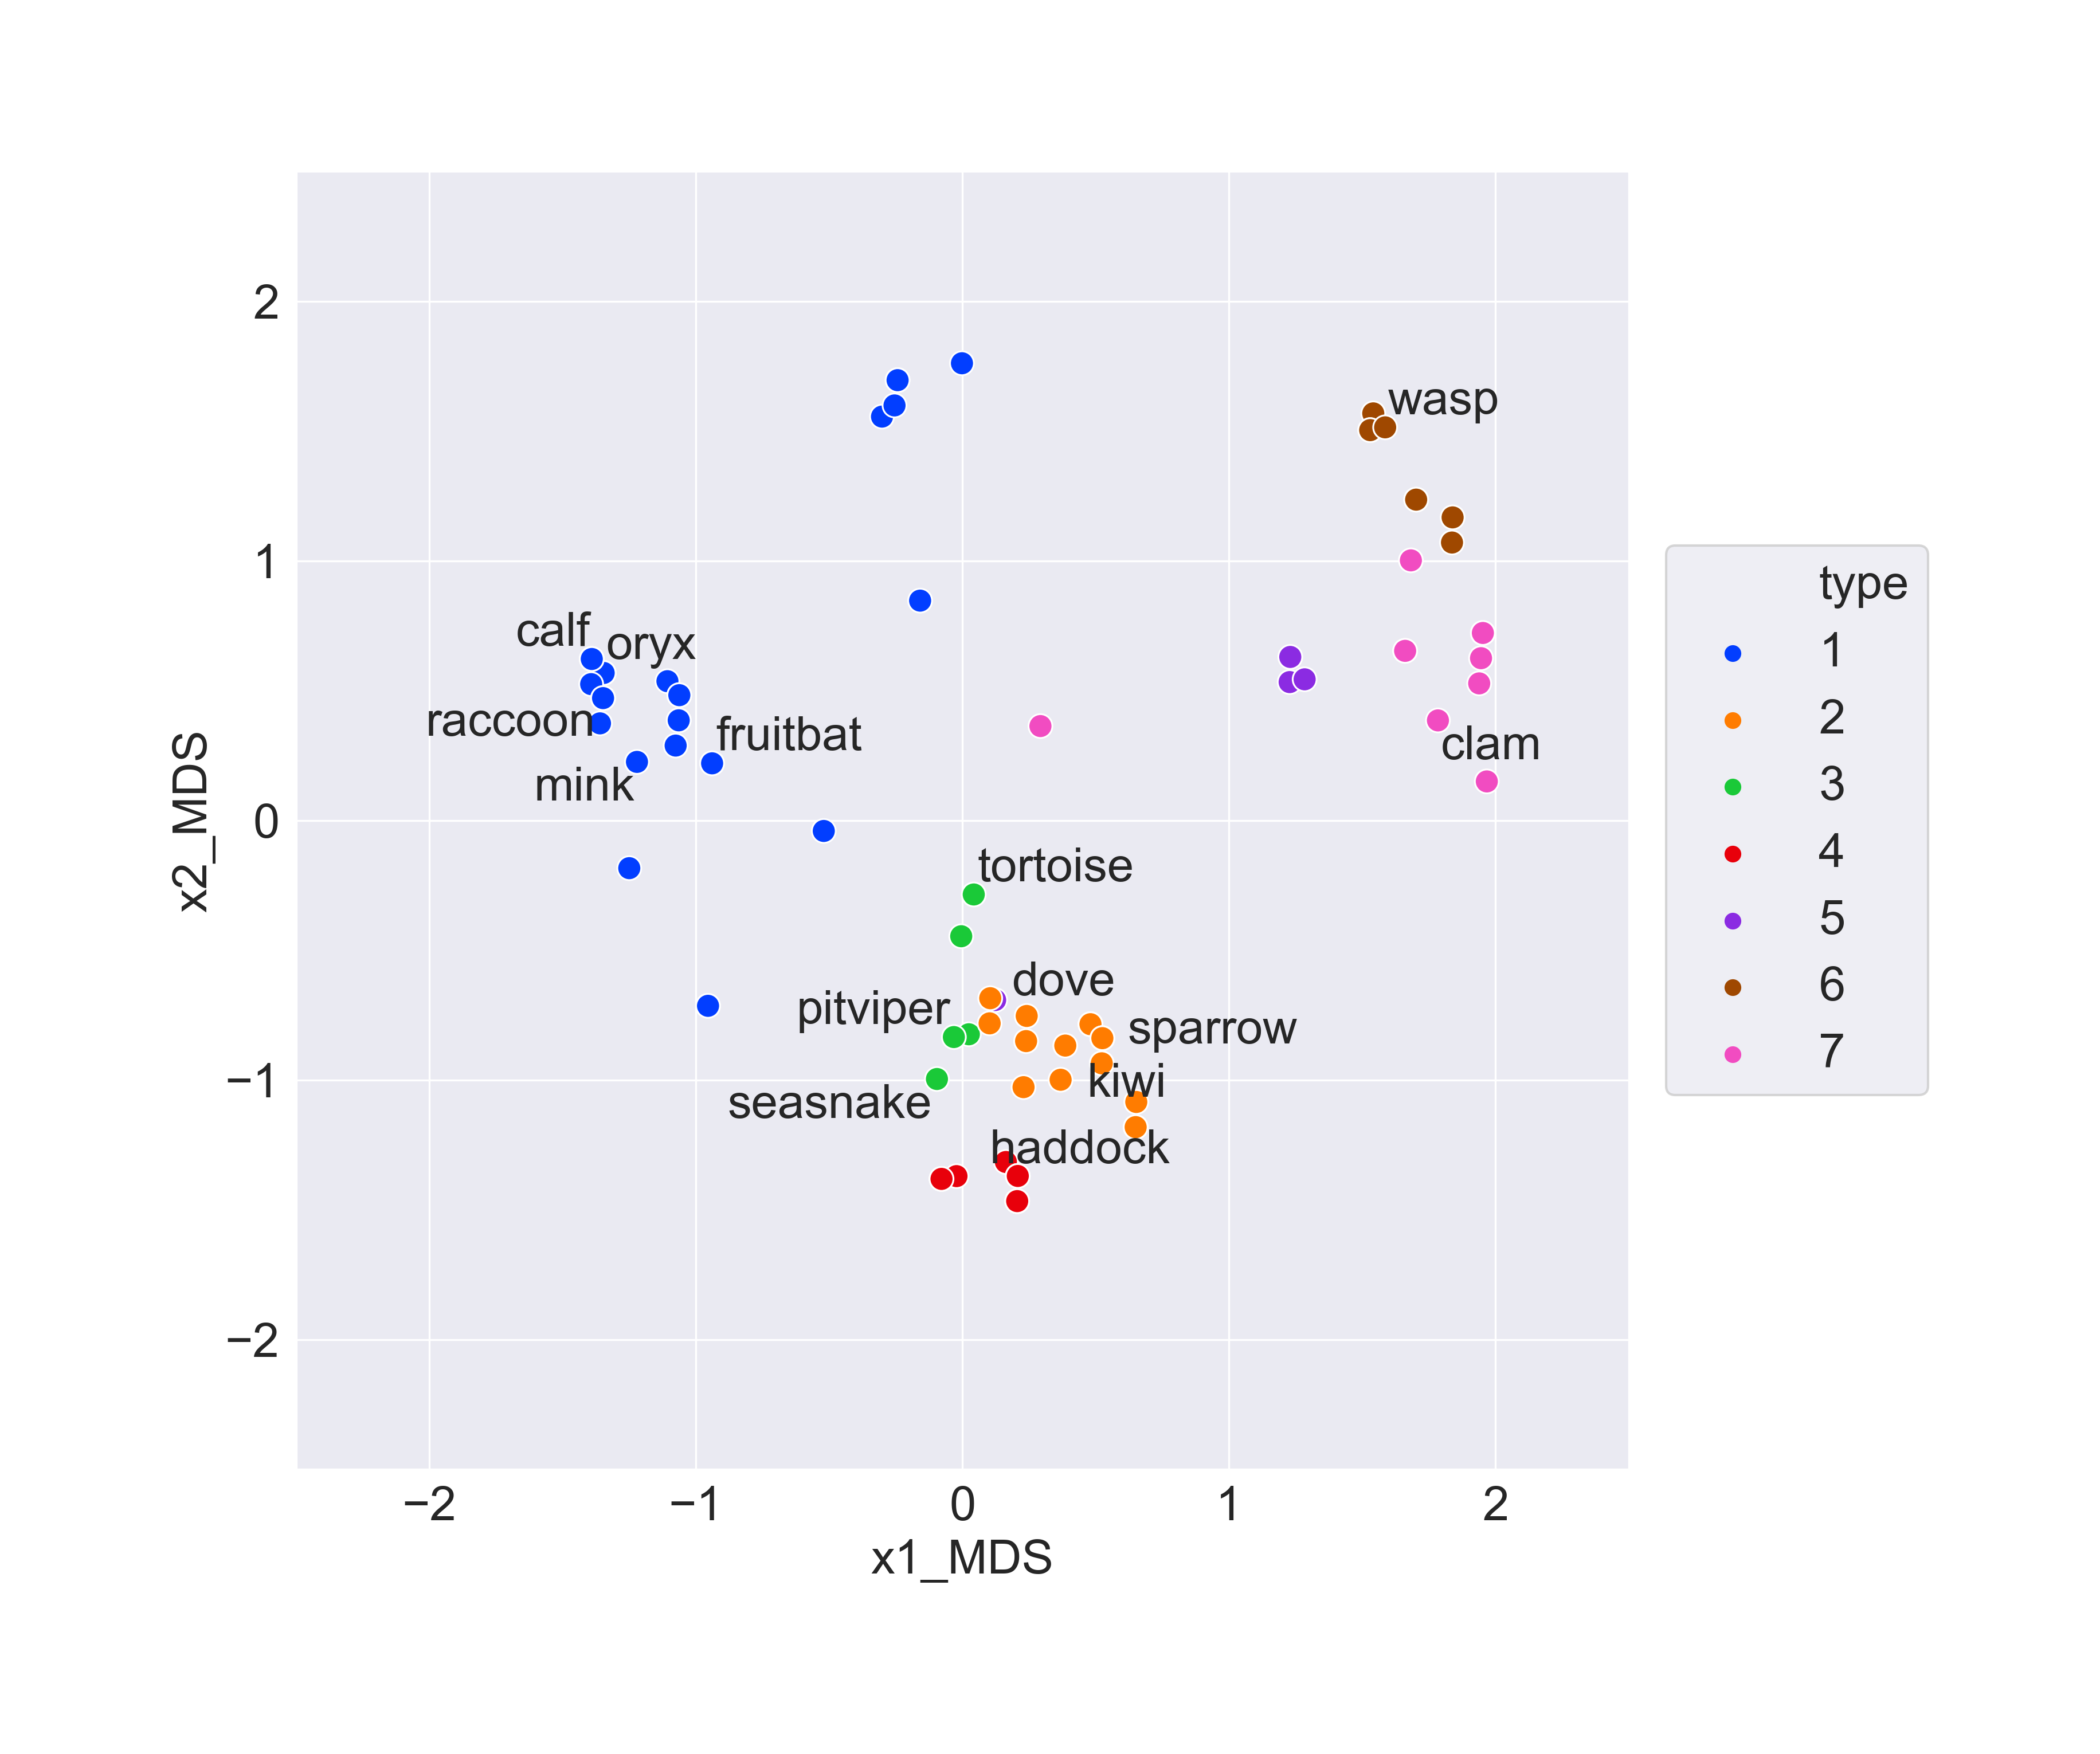 2
1
0
−1
−2
x2_MDS
−2
−1
0
1
2
x1_MDS
wasp
calf
oryx
raccoon
fruitbat
mink
clam
tortoise
dove
pitviper
sparrow
kiwi
seasnake
haddock
type
1
2
3
4
5
6
7